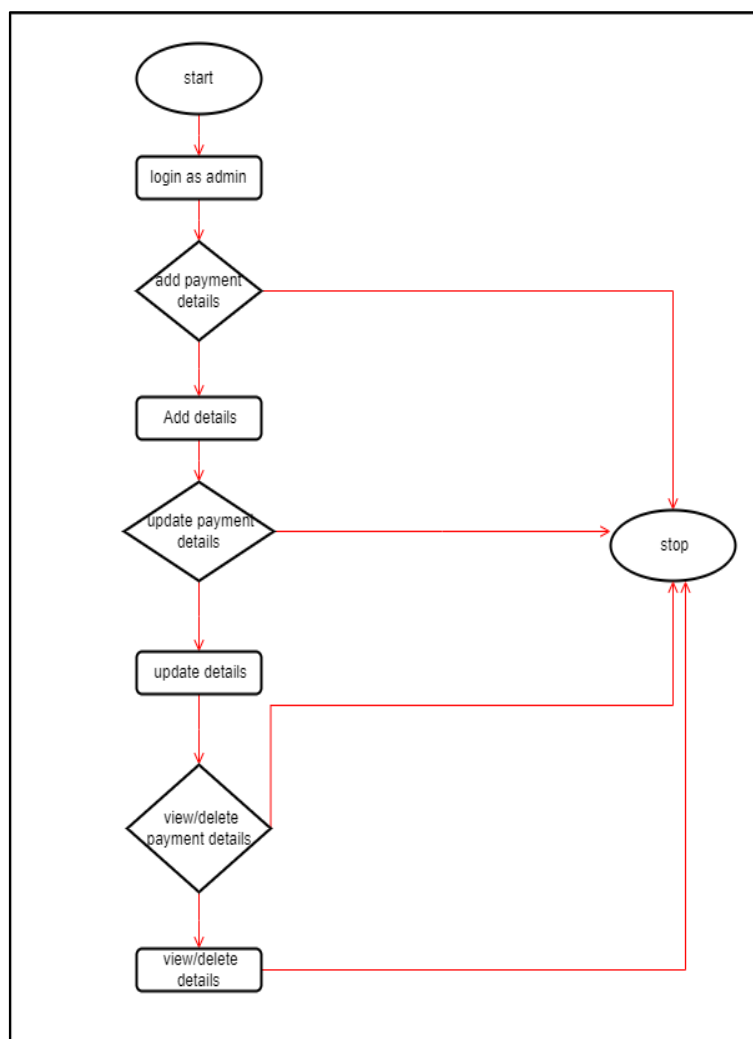 start
login as admin
add payment
details
Add details
update payment
details
stop
update details
view/delete
payment details
view/delete
details